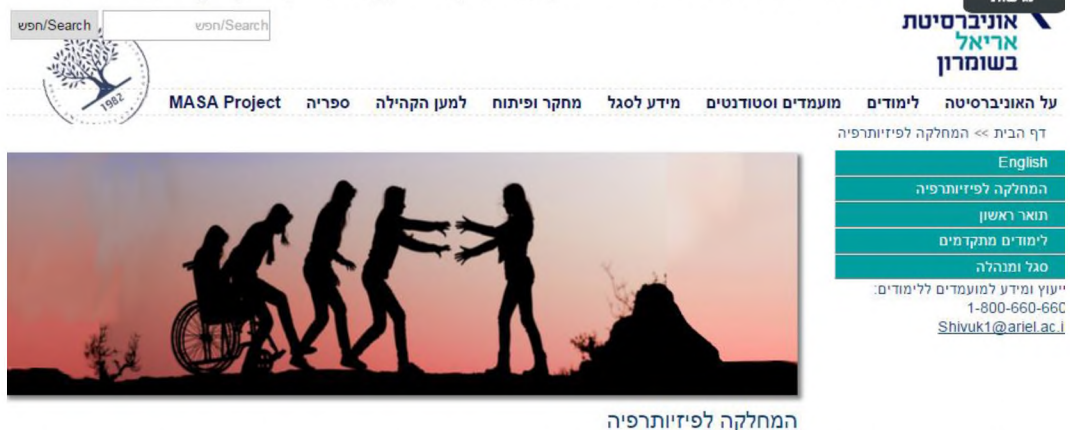 Search/חפש
Search/חפש
אוניברסיטת
אריאל
בשומרון
1982
על האוניברסיטה
לימודים
מועמדים וסטודנטים
מידע לסגל
מחקר ופיתוח
למען הקהילה
ספריה
MASA Project
דף הבית >> המחלקה לפיזיותרפיה
English
המחלקה לפיזיותרפיה
תואר ראשון
לימודים מתקדמים
סגל ומנהלה
ייעוץ ומידע למועמדים ללימודים:
1-800-660-660
Shivuk1@ariel.ac.i
המחלקה לפיזיותרפיה